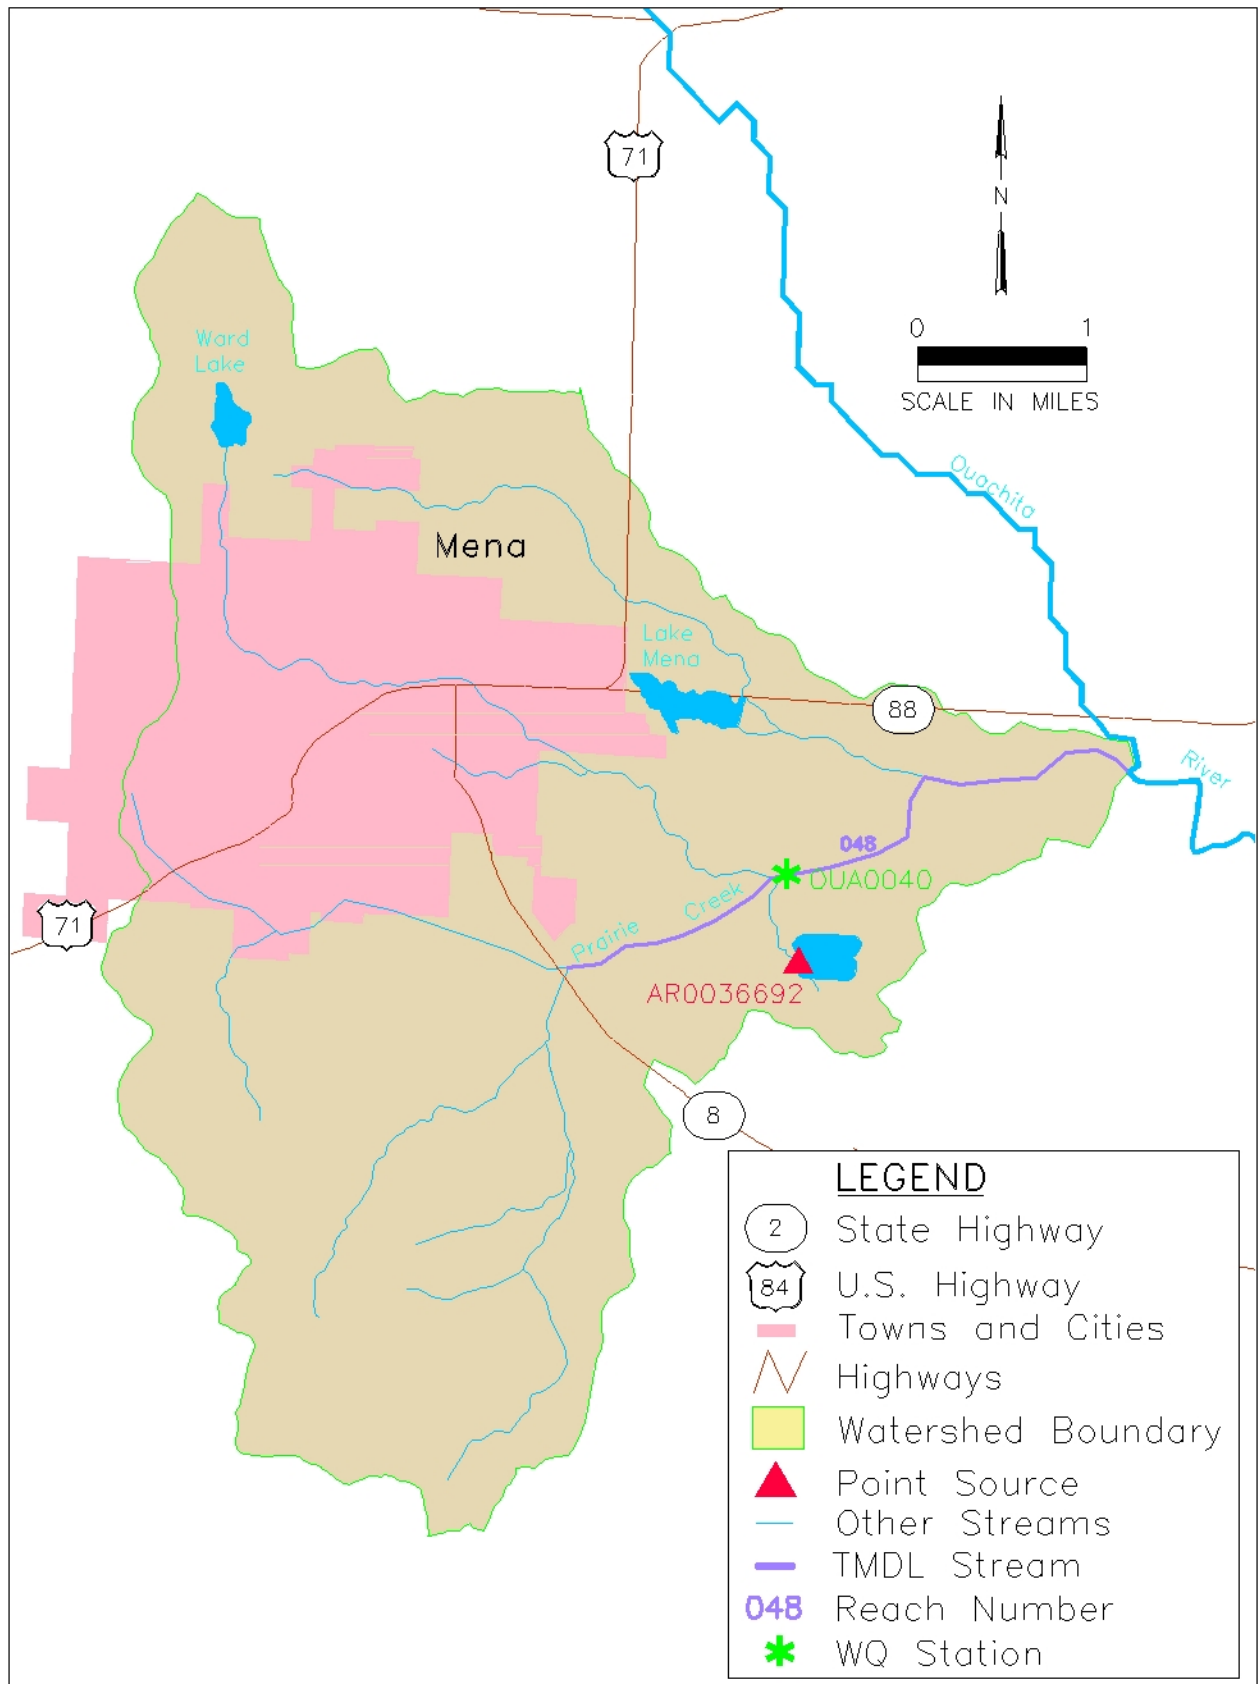 71
N
0 1
SCALE IN MILES
Ward
Lake
Ouachita
Mena
Lake
Mena
88
River
048
OUA0040
Prairie Creek
71
AR0036692
8
LEGEND
2 State Highway
84 U.S. Highway
Towns and Cities
Highways
Watershed Boundary
Point Source
Other Streams
TMDL Stream
048 Reach Number
WQ Station